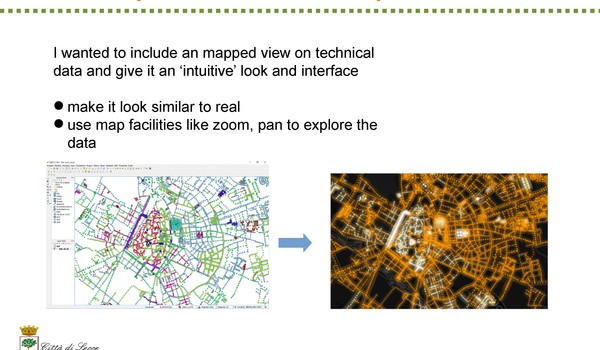 I wanted to include an mapped view on technical
data and give it an ‘intuitive’ look and interface
● make it look similar to real
● use map facilities like zoom, pan to explore the
data
Città di Lecce